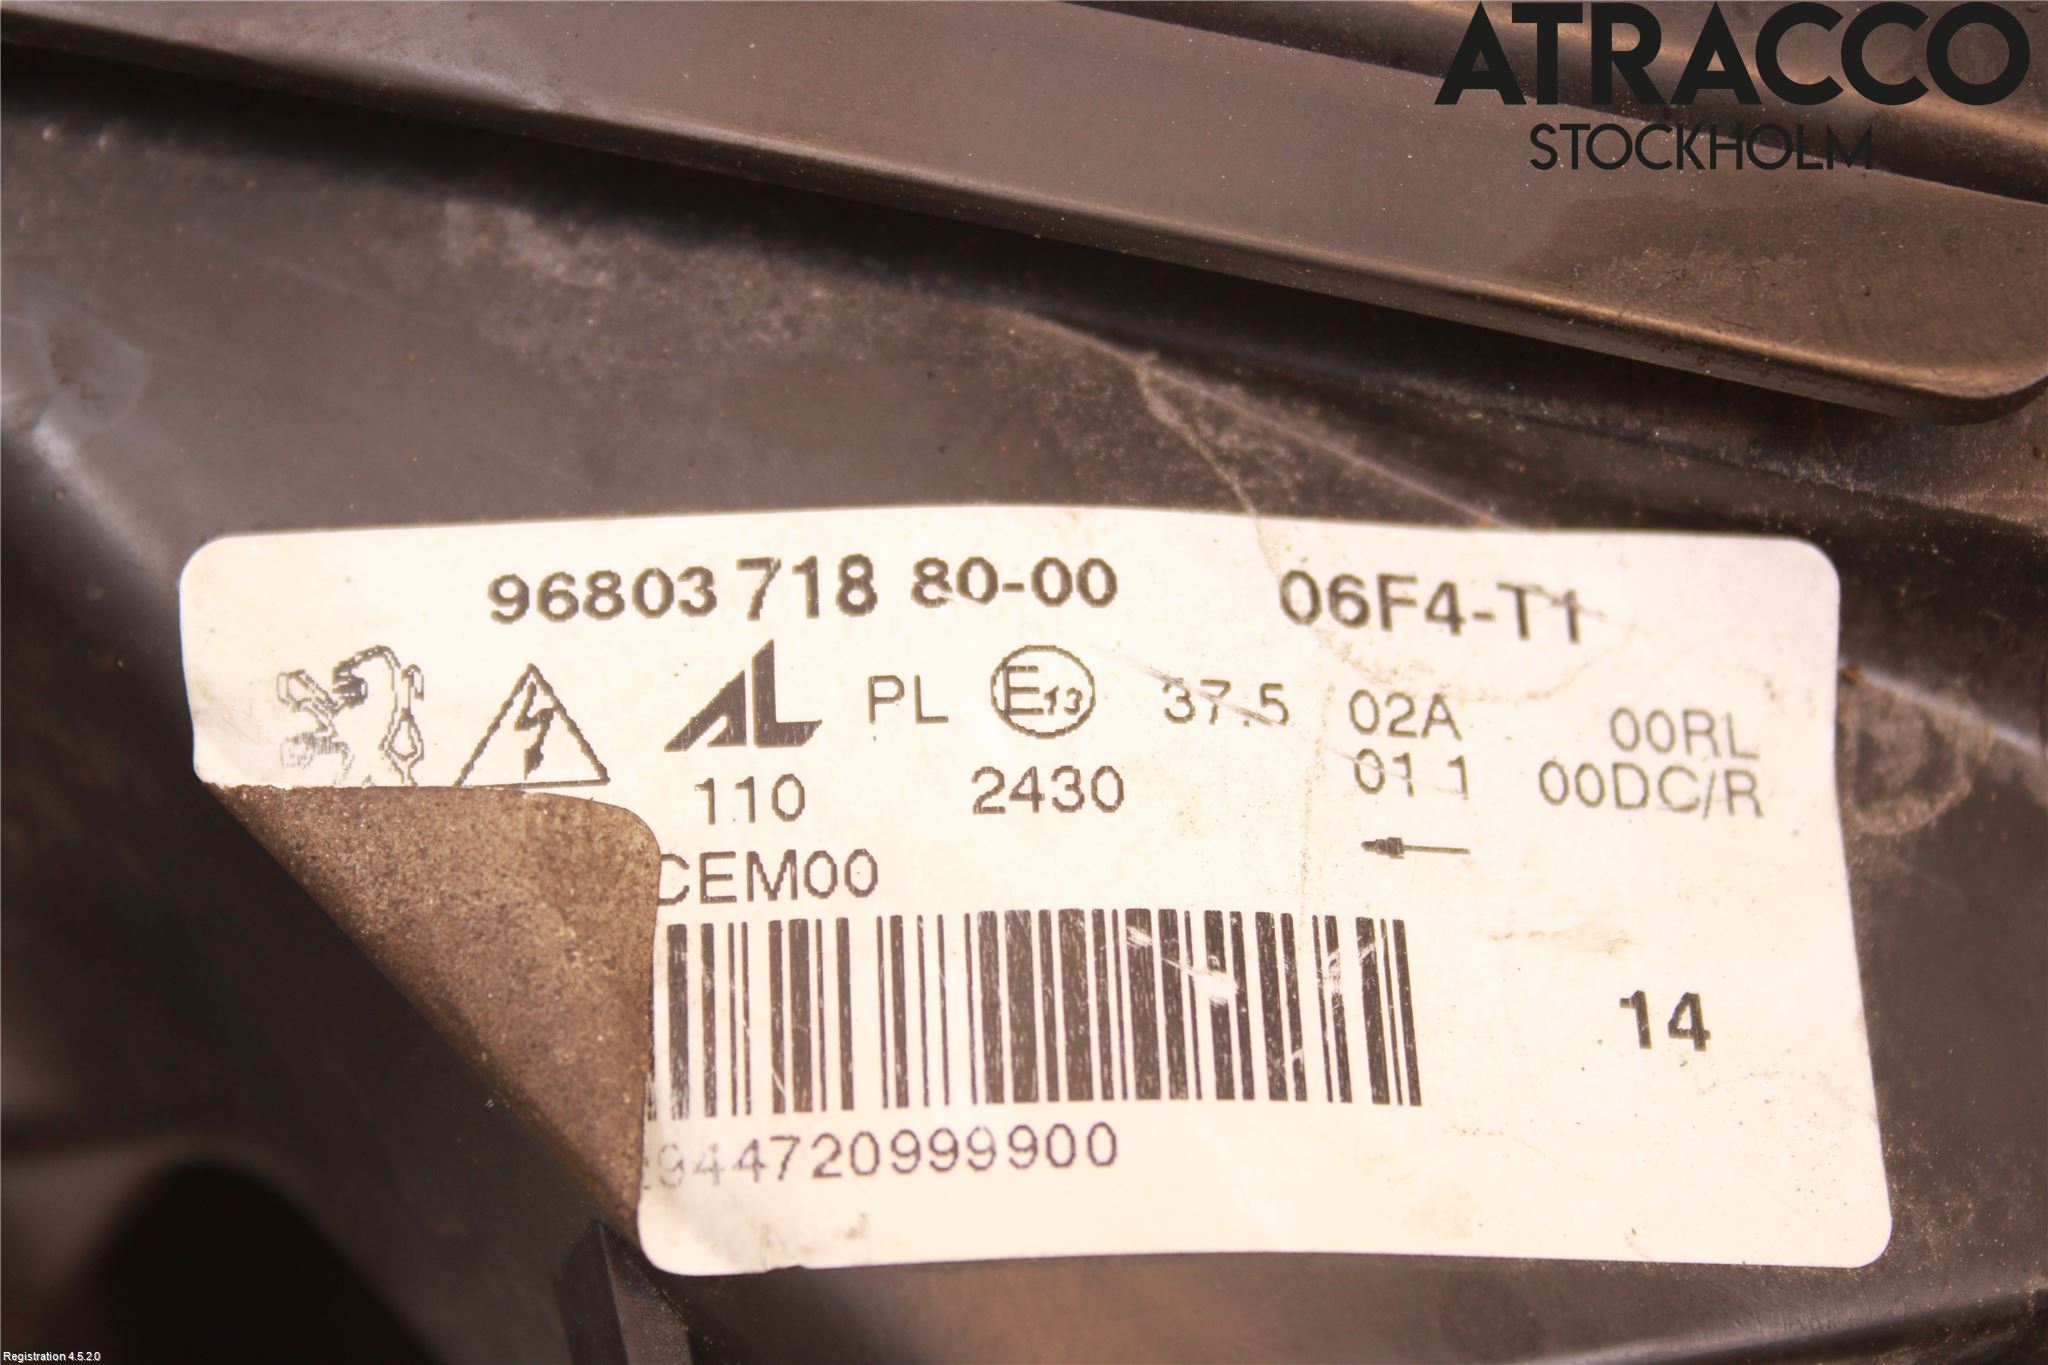 ATRACCO
STOCKHOLM
96803 718 80-00 06F4-T1
AL PL E13 37.5 02A 00RL
110 2430 01 1 00DC/R
CEM00
14
944720999900
Registration 4.5.2.0